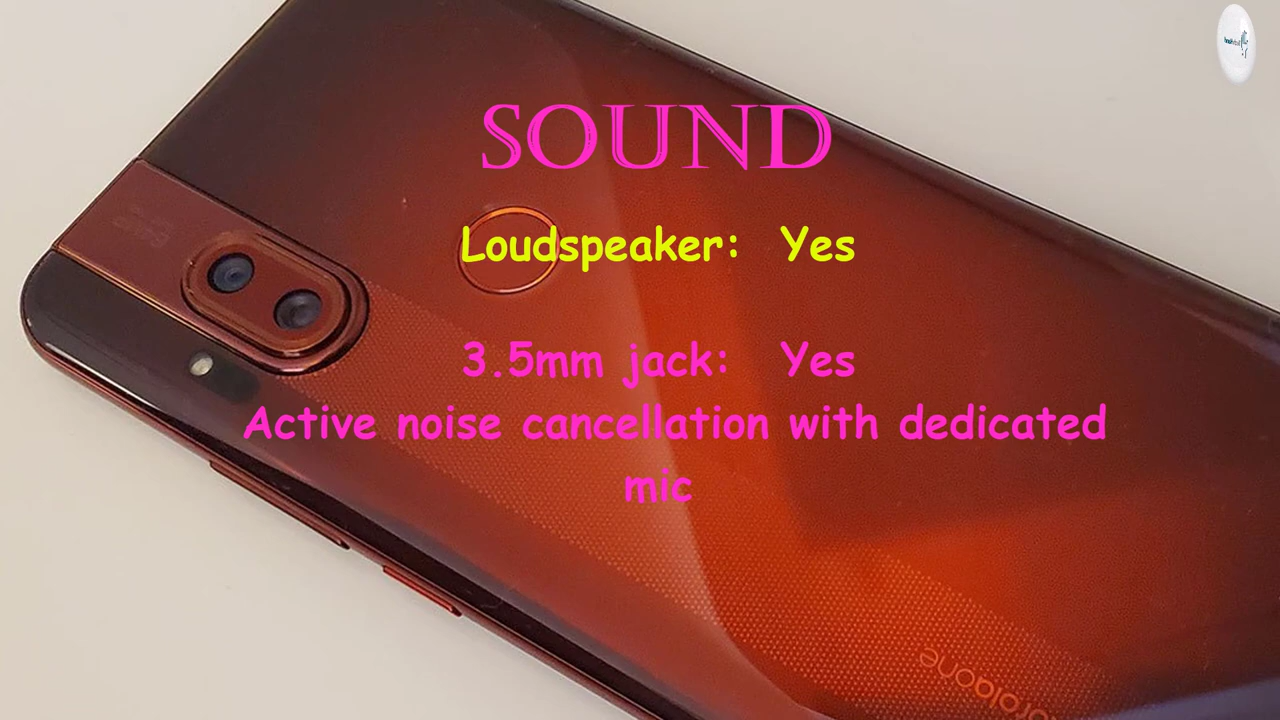 SOUND
Loudspeaker: Yes
3.5mm jack: Yes
Active noise cancellation with dedicated
mic